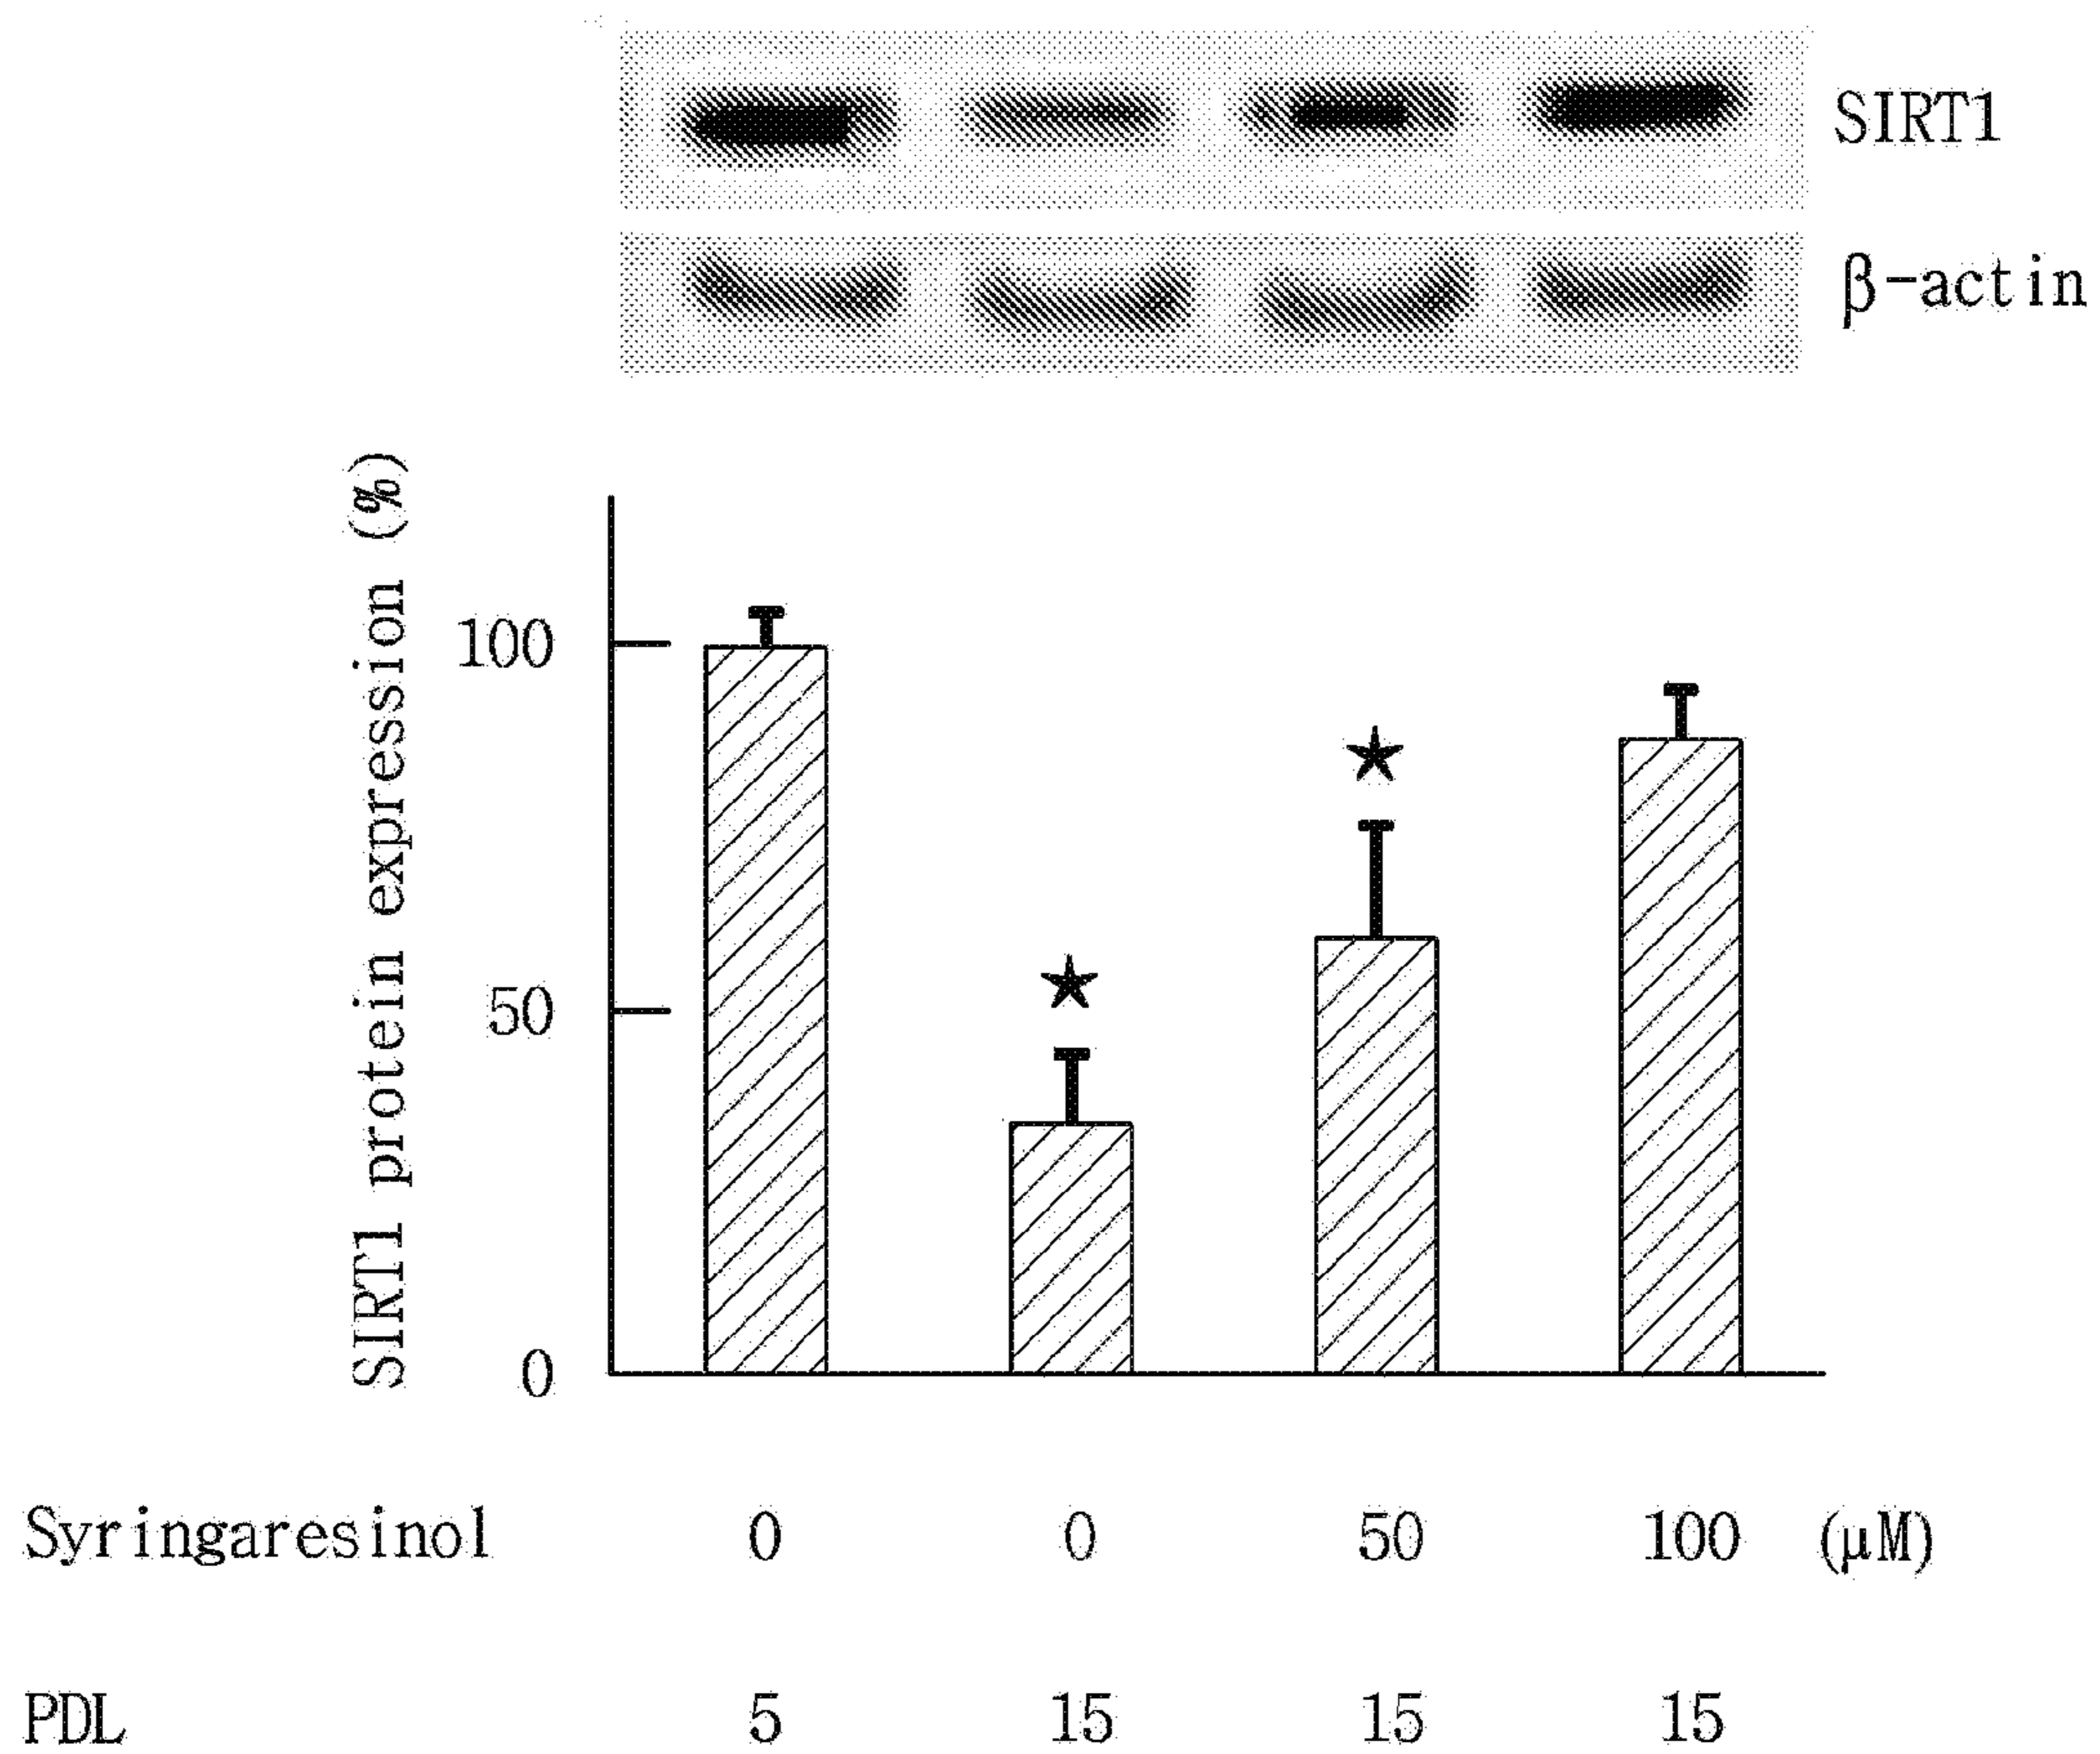 SIRT1
β-actin
SIRT1 protein expression (%)
100
50
0
★
★
Syringaresinol 0 0 50 100 (μM)
PDL 5 15 15 15